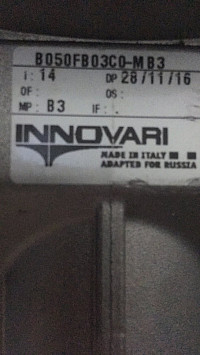 B050FB03C0-MB3
i: 14 DP 28/11/16
OF: OS:
MP: B3 IF:
INNOVARI
MADE IN ITALY
ADAPTED FOR RUSSIA